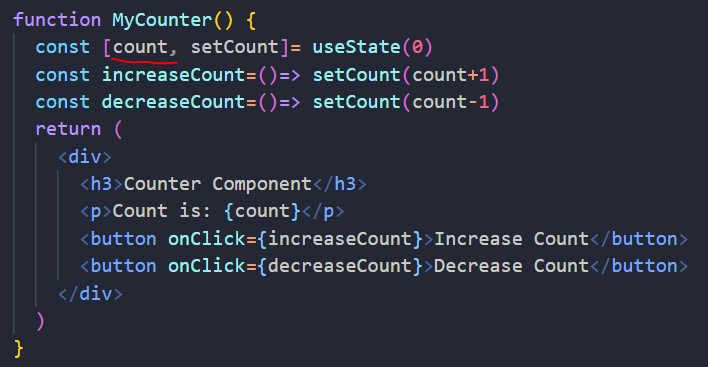 function MyCounter() {
  const [count, setCount]= useState(0)
  const increaseCount=()=> setCount(count+1)
  const decreaseCount=()=> setCount(count-1)
  return (
    <div>
      <h3>Counter Component</h3>
      <p>Count is: {count}</p>
      <button onClick={increaseCount}>Increase Count</button>
      <button onClick={decreaseCount}>Decrease Count</button>
    </div>
  )
}